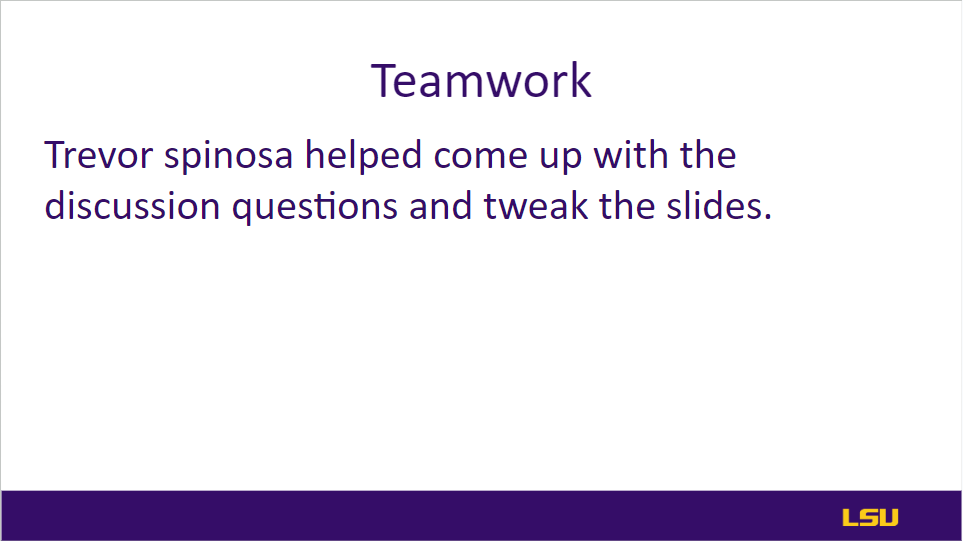 Teamwork
Trevor spinosa helped come up with the
discussion questions and tweak the slides.
LSU